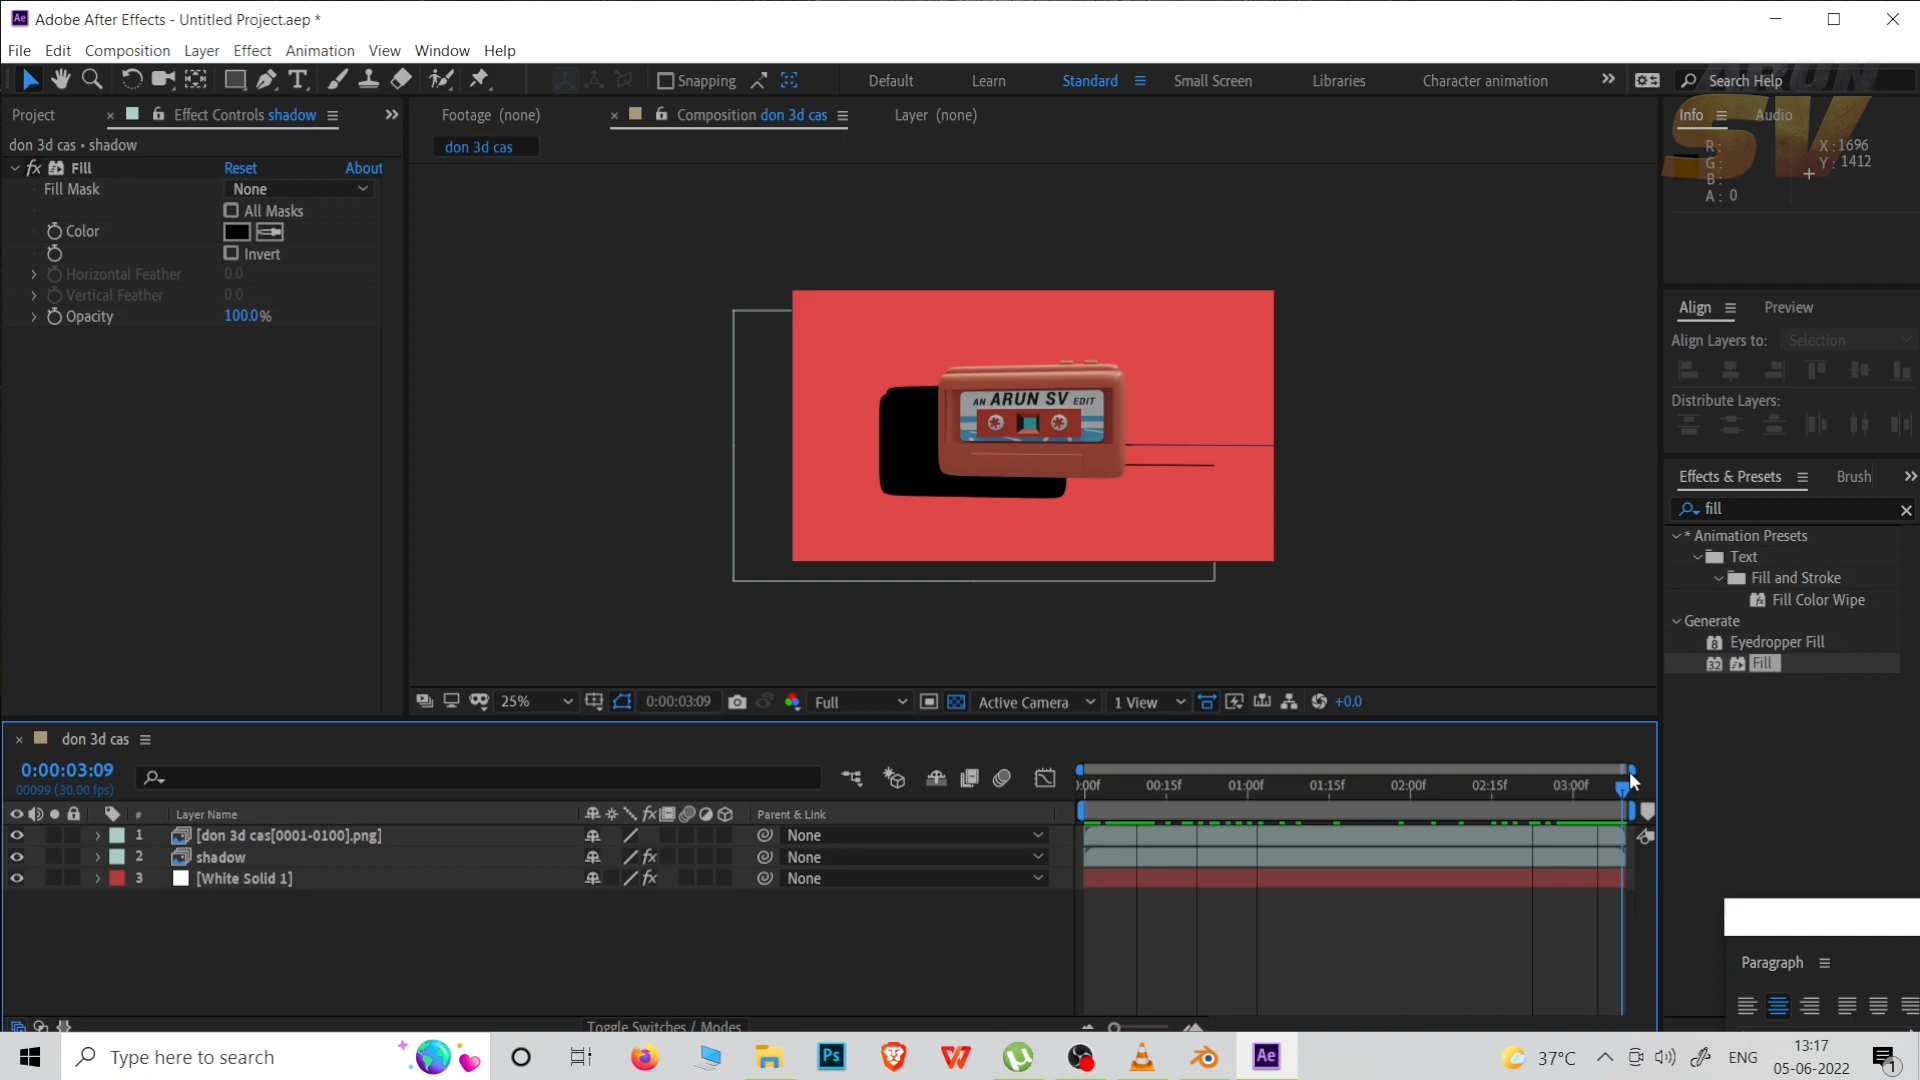 Adobe After Effects - Untitled Project.aep *
File Edit Composition Layer Effect Animation View Window Help
Snapping Default Learn Standard Small Screen Libraries Character animation Search Help
ARUN
SV
Project Effect Controls shadow
Footage (none) Composition don 3d cas Layer (none)
Info Audio
don 3d cas • shadow
don 3d cas
R: X: 1696
G: Y: 1412
B:
A: 0
fx Fill Reset About
Fill Mask None
All Masks
Color
Invert
Horizontal Feather 0.0
Vertical Feather 0.0
Opacity 100.0%
AN ARUN SV EDIT
Align Preview
Align Layers to: Selection
Distribute Layers:
Effects & Presets Brush
fill
* Animation Presets
Text
Fill and Stroke
Fill Color Wipe
Generate
Eyedropper Fill
Fill
25% 0:00:03:09 Full Active Camera 1 View +0.0
don 3d cas
0:00:03:09
00099 (30.00 fps)
:00f 00:15f 01:00f 01:15f 02:00f 02:15f 03:00f
# Layer Name Parent & Link
1 [don 3d cas[0001-0100].png] None
2 shadow None
3 [White Solid 1] None
Paragraph
Toggle Switches / Modes
Type here to search
Ps
Ae
37°C ENG
13:17
05-06-2022
1